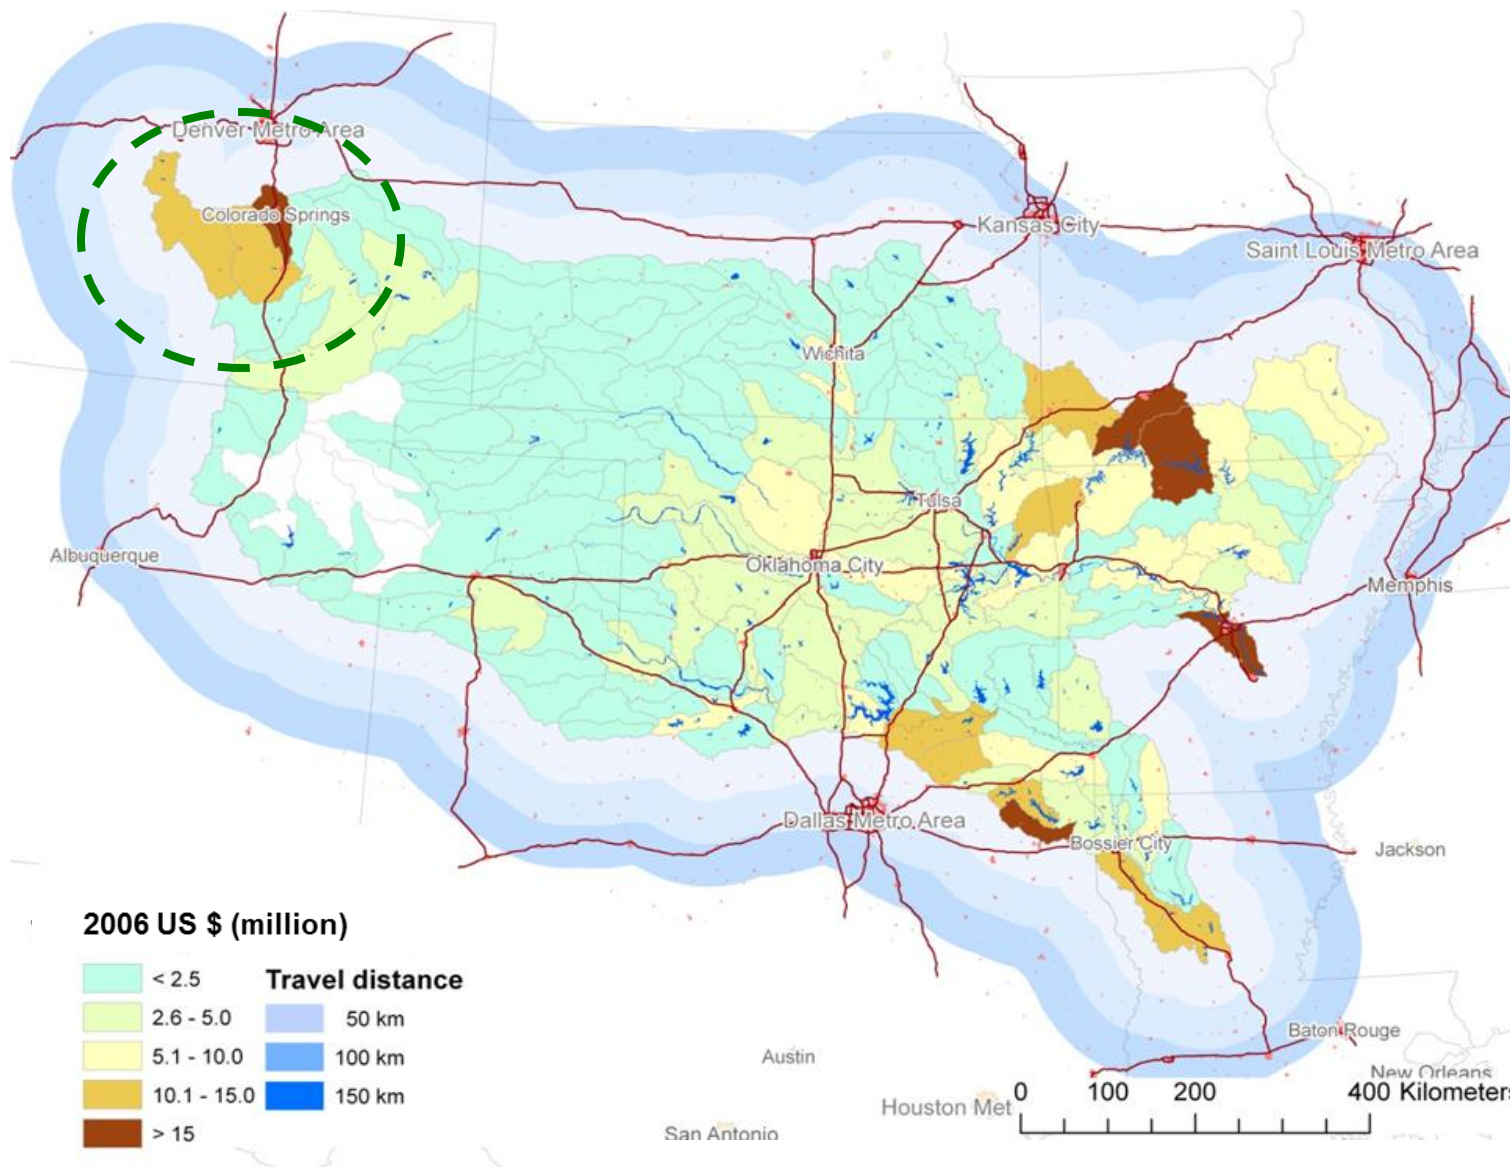 Denver Metro Area
Colorado Springs
Kansas City
Saint Louis Metro Area
Wichita
Tulsa
Albuquerque
Oklahoma City
Memphis
Dallas Metro Area
Bossier City
Jackson
Baton Rouge
Austin
New Orleans
Houston Met
San Antonio
2006 US $ (million)
< 2.5
2.6 - 5.0
5.1 - 10.0
10.1 - 15.0
> 15
Travel distance
50 km
100 km
150 km
0 100 200 400 Kilometers